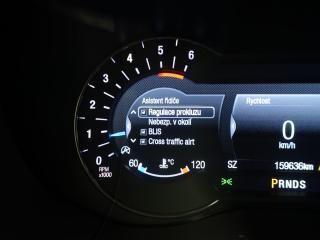 5
6
4
3
2
1
0
RPM
x1000
Asistent řidiče
Regulace prokluzu
Nebezp. v okolí
BLIS
Cross traffic alrt
60 °C 120
Rychlost
0
km/h
SZ 159636km
PRNDS